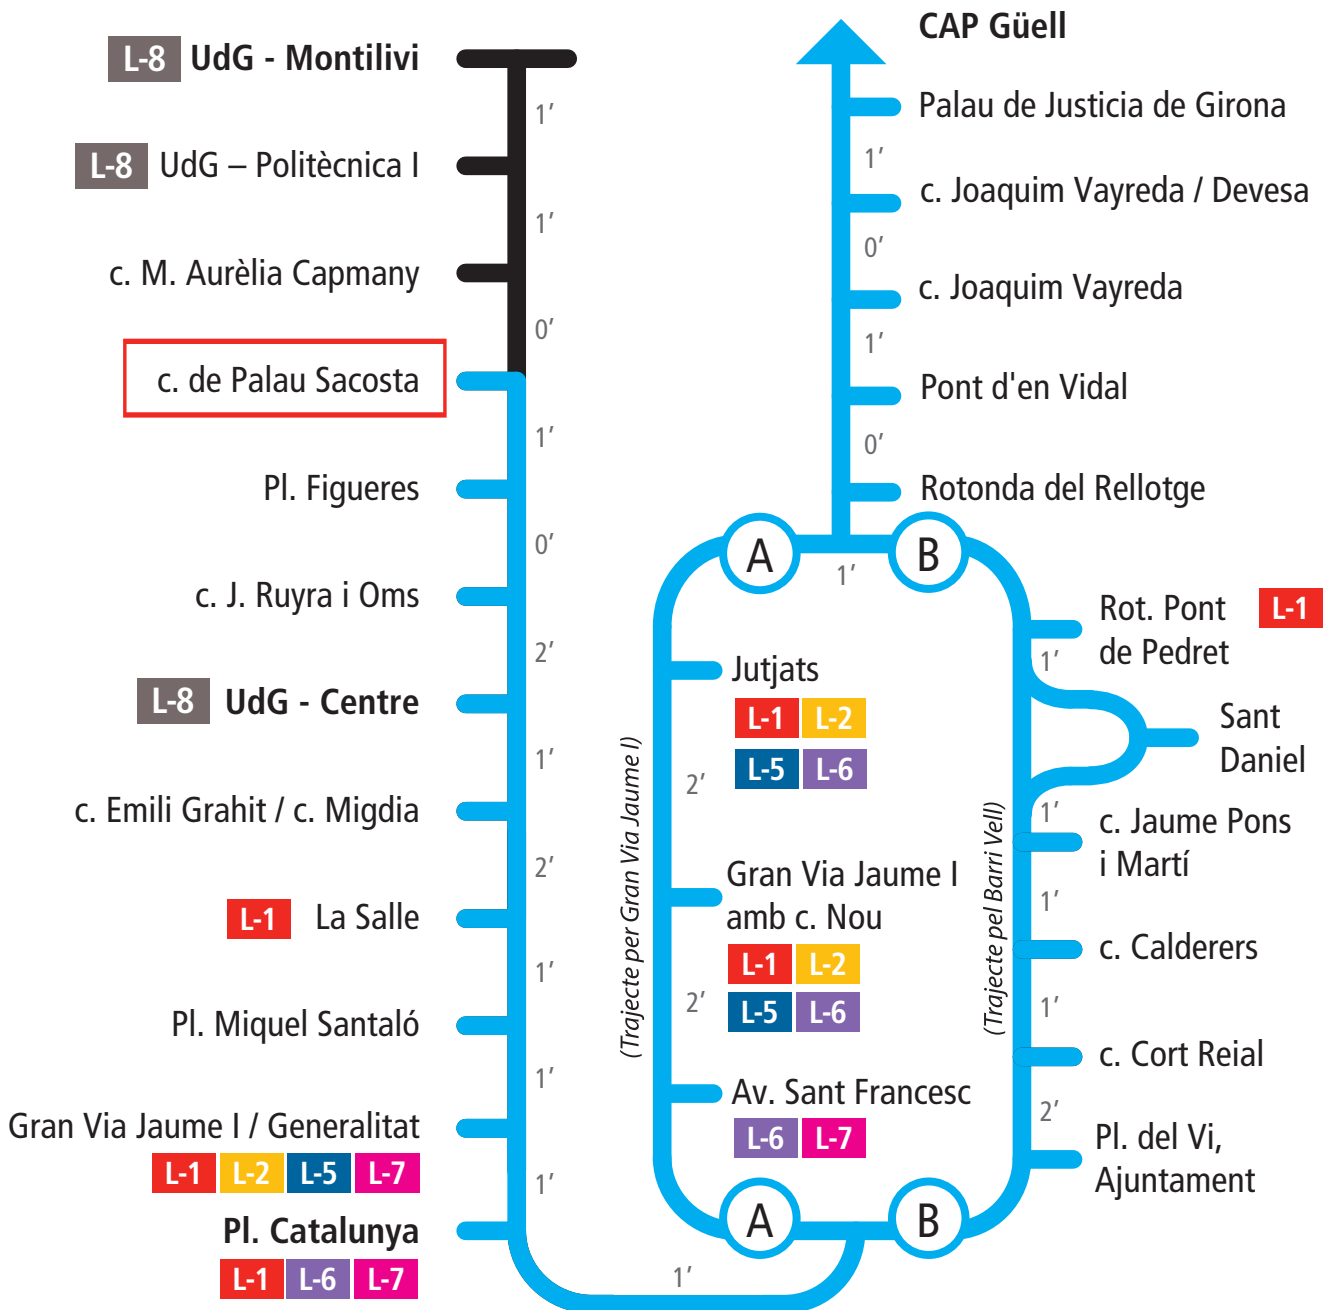 L-8 UdG - Montilivi
1'
L-8 UdG – Politècnica I
1'
c. M. Aurèlia Capmany
0'
c. de Palau Sacosta
1'
Pl. Figueres
0'
c. J. Ruyra i Oms
2'
L-8 UdG - Centre
1'
c. Emili Grahit / c. Migdia
2'
L-1 La Salle
1'
Pl. Miquel Santaló
1'
Gran Via Jaume I / Generalitat
L-1 L-2 L-5 L-7
1'
Pl. Catalunya
L-1 L-6 L-7
1'
CAP Güell
Palau de Justicia de Girona
1'
c. Joaquim Vayreda / Devesa
0'
c. Joaquim Vayreda
1'
Pont d'en Vidal
0'
Rotonda del Rellotge
A
B
1'
(Trajecte per Gran Via Jaume I)
Jutjats
L-1 L-2
L-5 L-6
2'
Gran Via Jaume I
amb c. Nou
L-1 L-2
L-5 L-6
2'
Av. Sant Francesc
L-6 L-7
A
B
(Trajecte pel Barri Vell)
Rot. Pont L-1
de Pedret
1'
Sant
Daniel
1'
c. Jaume Pons
i Martí
1'
c. Calderers
1'
c. Cort Reial
2'
Pl. del Vi,
Ajuntament